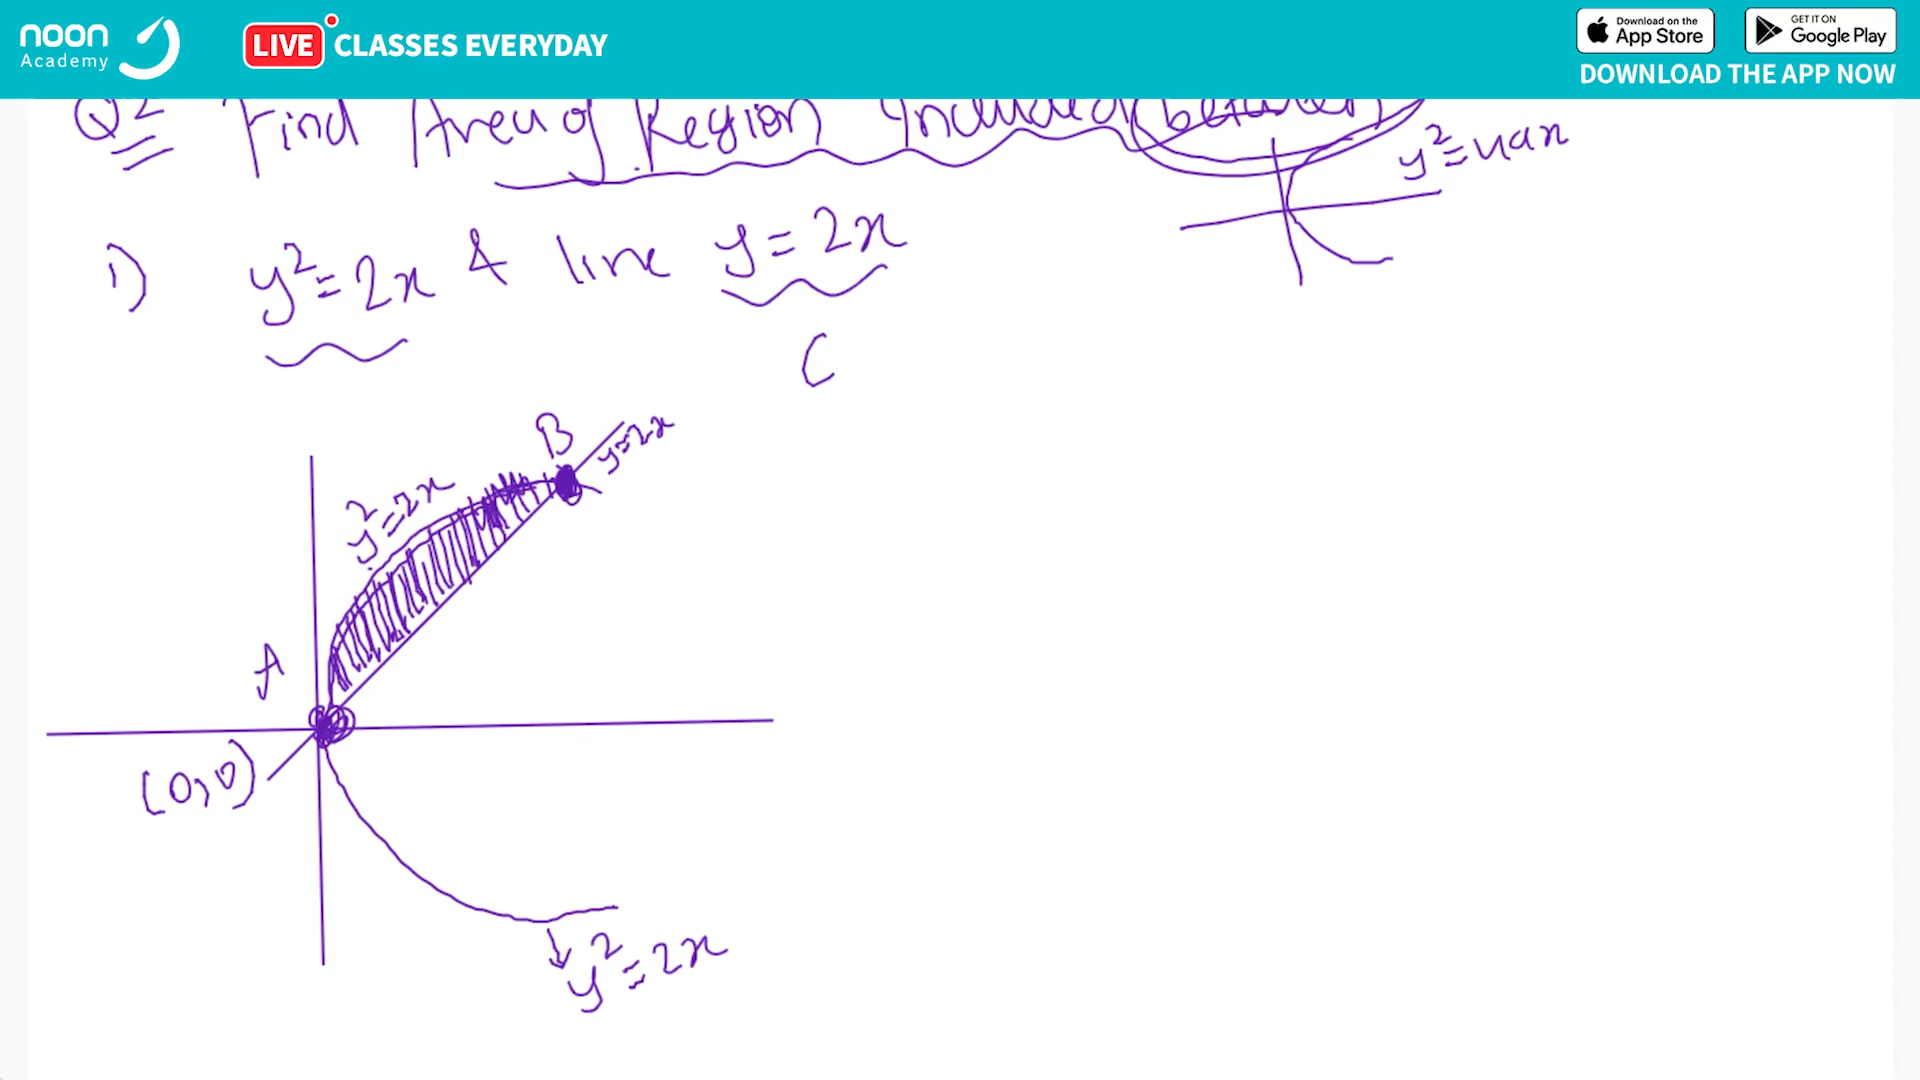 noon
Academy
LIVE CLASSES EVERYDAY
Download on the
App Store
GET IT ON
Google Play
DOWNLOAD THE APP NOW
Q2 Find Area of Region Included between
y²=4ax
1) y²=2x & line y=2x
C
B
y=2x
y²=2x
A
(0,0)
y²=2x